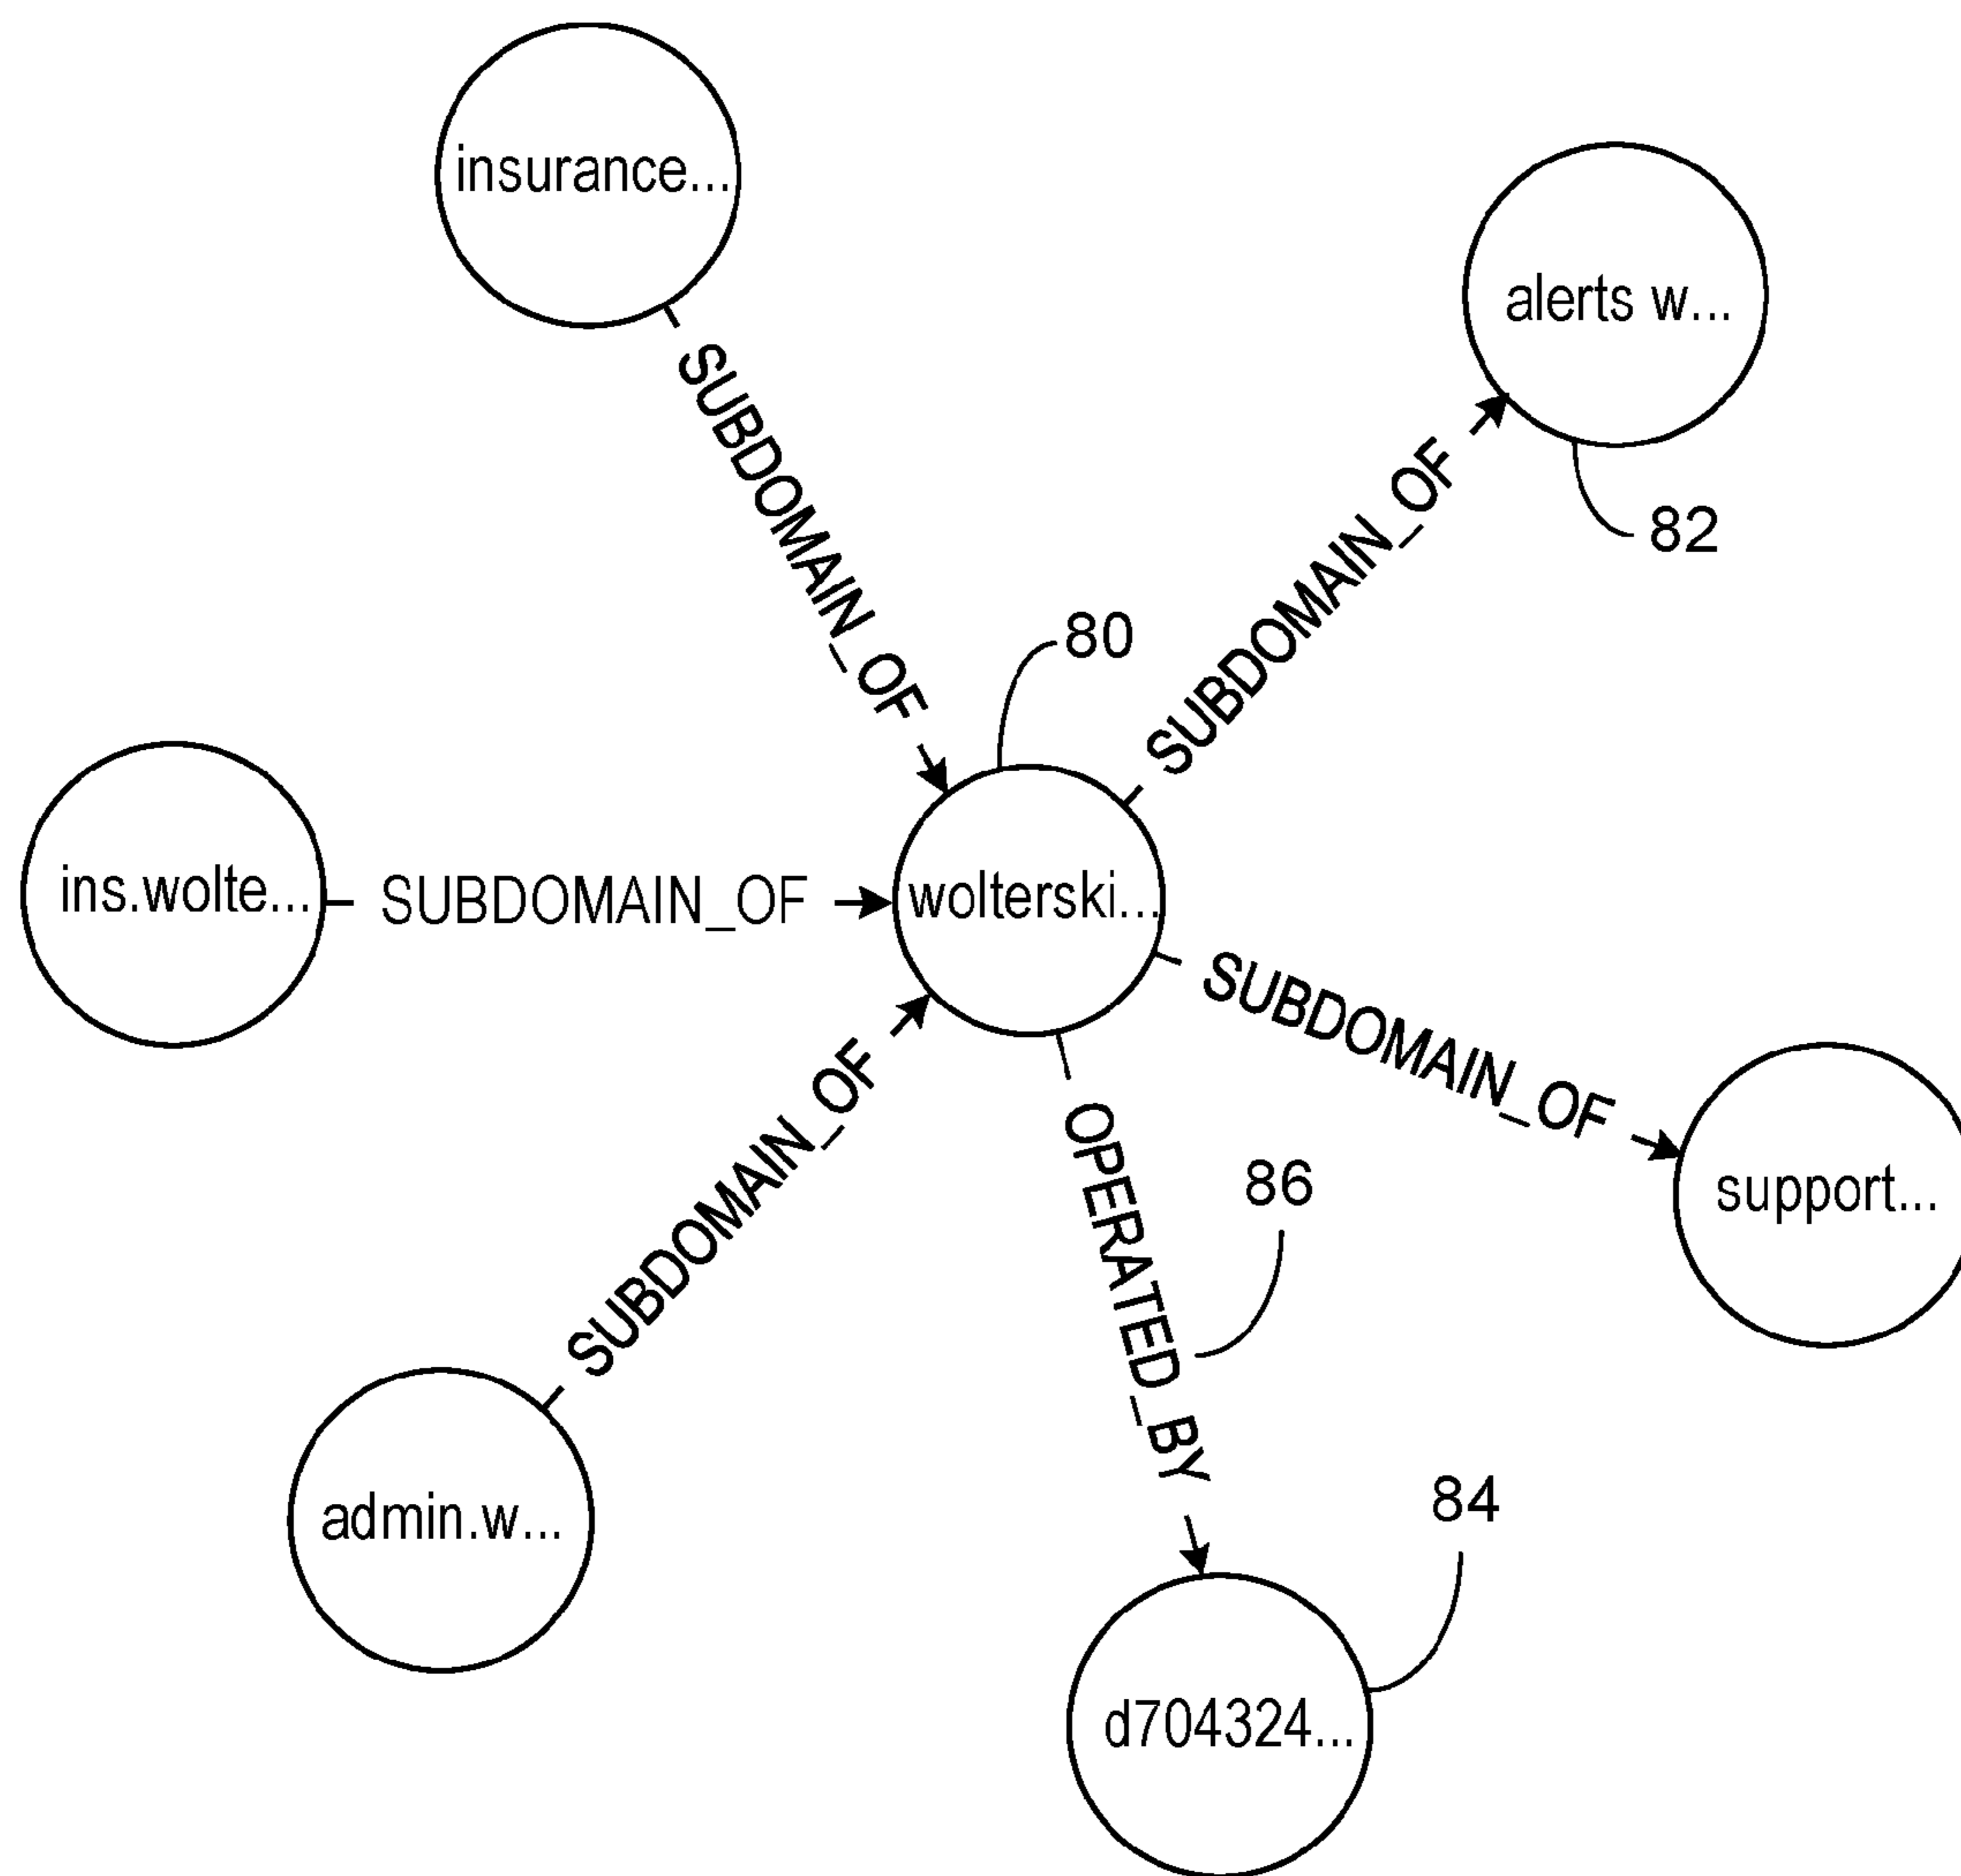 insurance...
alerts w...
SUBDOMAIN_OF
SUBDOMAIN_OF
82
80
ins.wolte...
SUBDOMAIN_OF
wolterski...
SUBDOMAIN_OF
SUBDOMAIN_OF
OPERATED_BY
86
support...
admin.w...
84
d704324...